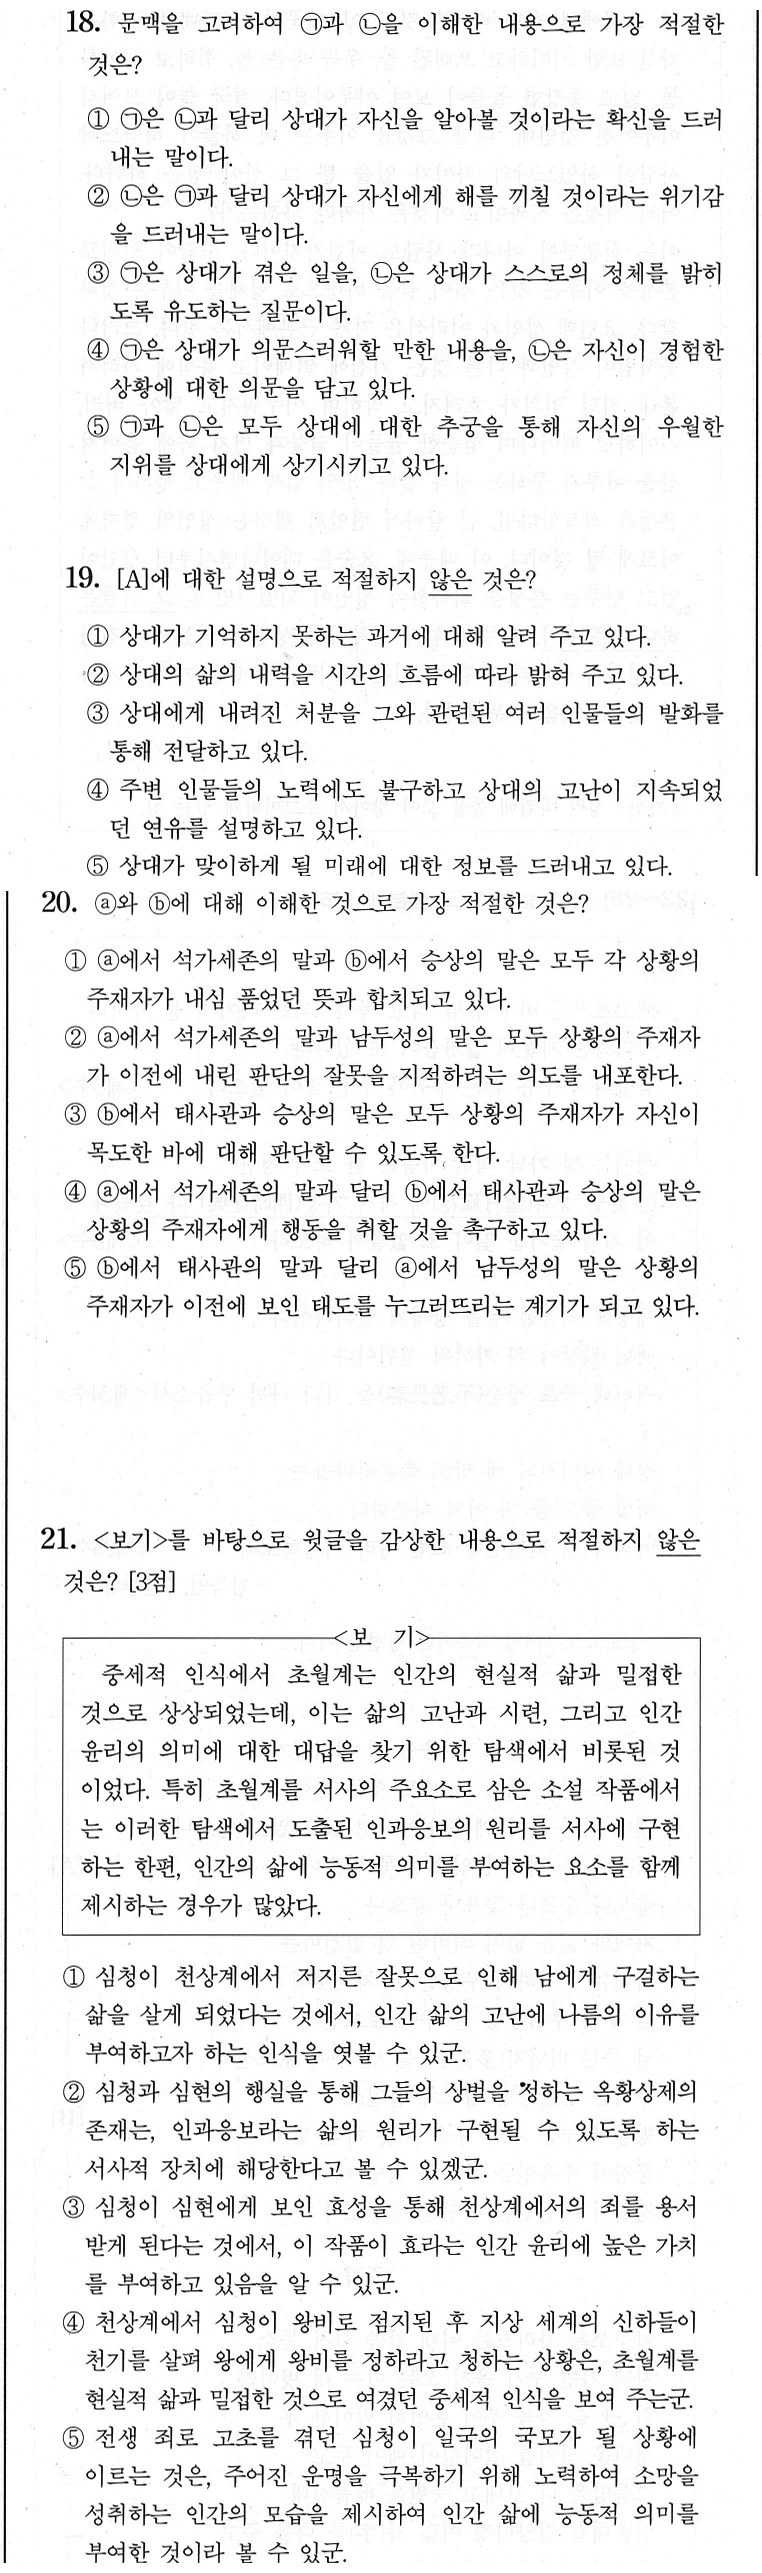 18. 문맥을 고려하여 ㉠과 ㉡을 이해한 내용으로 가장 적절한
것은?
① ㉠은 ㉡과 달리 상대가 자신을 알아볼 것이라는 확신을 드러
내는 말이다.
② ㉡은 ㉠과 달리 상대가 자신에게 해를 끼칠 것이라는 위기감
을 드러내는 말이다.
③ ㉠은 상대가 겪은 일을, ㉡은 상대가 스스로의 정체를 밝히
도록 유도하는 질문이다.
④ ㉠은 상대가 의문스러워할 만한 내용을, ㉡은 자신이 경험한
상황에 대한 의문을 담고 있다.
⑤ ㉠과 ㉡은 모두 상대에 대한 추궁을 통해 자신의 우월한
지위를 상대에게 상기시키고 있다.
19. [A]에 대한 설명으로 적절하지 않은 것은?
① 상대가 기억하지 못하는 과거에 대해 알려 주고 있다.
② 상대의 삶의 내력을 시간의 흐름에 따라 밝혀 주고 있다.
③ 상대에게 내려진 처분을 그와 관련된 여러 인물들의 발화를
통해 전달하고 있다.
④ 주변 인물들의 노력에도 불구하고 상대의 고난이 지속되었
던 연유를 설명하고 있다.
⑤ 상대가 맞이하게 될 미래에 대한 정보를 드러내고 있다.
20. ⓐ와 ⓑ에 대해 이해한 것으로 가장 적절한 것은?
① ⓐ에서 석가세존의 말과 ⓑ에서 승상의 말은 모두 각 상황의
주재자가 내심 품었던 뜻과 합치되고 있다.
② ⓐ에서 석가세존의 말과 남두성의 말은 모두 상황의 주재자
가 이전에 내린 판단의 잘못을 지적하려는 의도를 내포한다.
③ ⓑ에서 태사관과 승상의 말은 모두 상황의 주재자가 자신이
목도한 바에 대해 판단할 수 있도록 한다.
④ ⓐ에서 석가세존의 말과 달리 ⓑ에서 태사관과 승상의 말은
상황의 주재자에게 행동을 취할 것을 촉구하고 있다.
⑤ ⓑ에서 태사관의 말과 달리 ⓐ에서 남두성의 말은 상황의
주재자가 이전에 보인 태도를 누그러뜨리는 계기가 되고 있다.
21. <보기>를 바탕으로 윗글을 감상한 내용으로 적절하지 않은
것은? [3점]
<보 기>
중세적 인식에서 초월계는 인간의 현실적 삶과 밀접한
것으로 상상되었는데, 이는 삶의 고난과 시련, 그리고 인간
윤리의 의미에 대한 대답을 찾기 위한 탐색에서 비롯된 것
이었다. 특히 초월계를 서사의 주요소로 삼은 소설 작품에서
는 이러한 탐색에서 도출된 인과응보의 원리를 서사에 구현
하는 한편, 인간의 삶에 능동적 의미를 부여하는 요소를 함께
제시하는 경우가 많았다.
① 심청이 천상계에서 저지른 잘못으로 인해 남에게 구걸하는
삶을 살게 되었다는 것에서, 인간 삶의 고난에 나름의 이유를
부여하고자 하는 인식을 엿볼 수 있군.
② 심청과 심현의 행실을 통해 그들의 상벌을 정하는 옥황상제의
존재는, 인과응보라는 삶의 원리가 구현될 수 있도록 하는
서사적 장치에 해당한다고 볼 수 있겠군.
③ 심청이 심현에게 보인 효성을 통해 천상계에서의 죄를 용서
받게 된다는 것에서, 이 작품이 효라는 인간 윤리에 높은 가치
를 부여하고 있음을 알 수 있군.
④ 천상계에서 심청이 왕비로 점지된 후 지상 세계의 신하들이
천기를 살펴 왕에게 왕비를 정하라고 청하는 상황은, 초월계를
현실적 삶과 밀접한 것으로 여겼던 중세적 인식을 보여 주는군.
⑤ 전생 죄로 고초를 겪던 심청이 일국의 국모가 될 상황에
이르는 것은, 주어진 운명을 극복하기 위해 노력하여 소망을
성취하는 인간의 모습을 제시하여 인간 삶에 능동적 의미를
부여한 것이라 볼 수 있군.